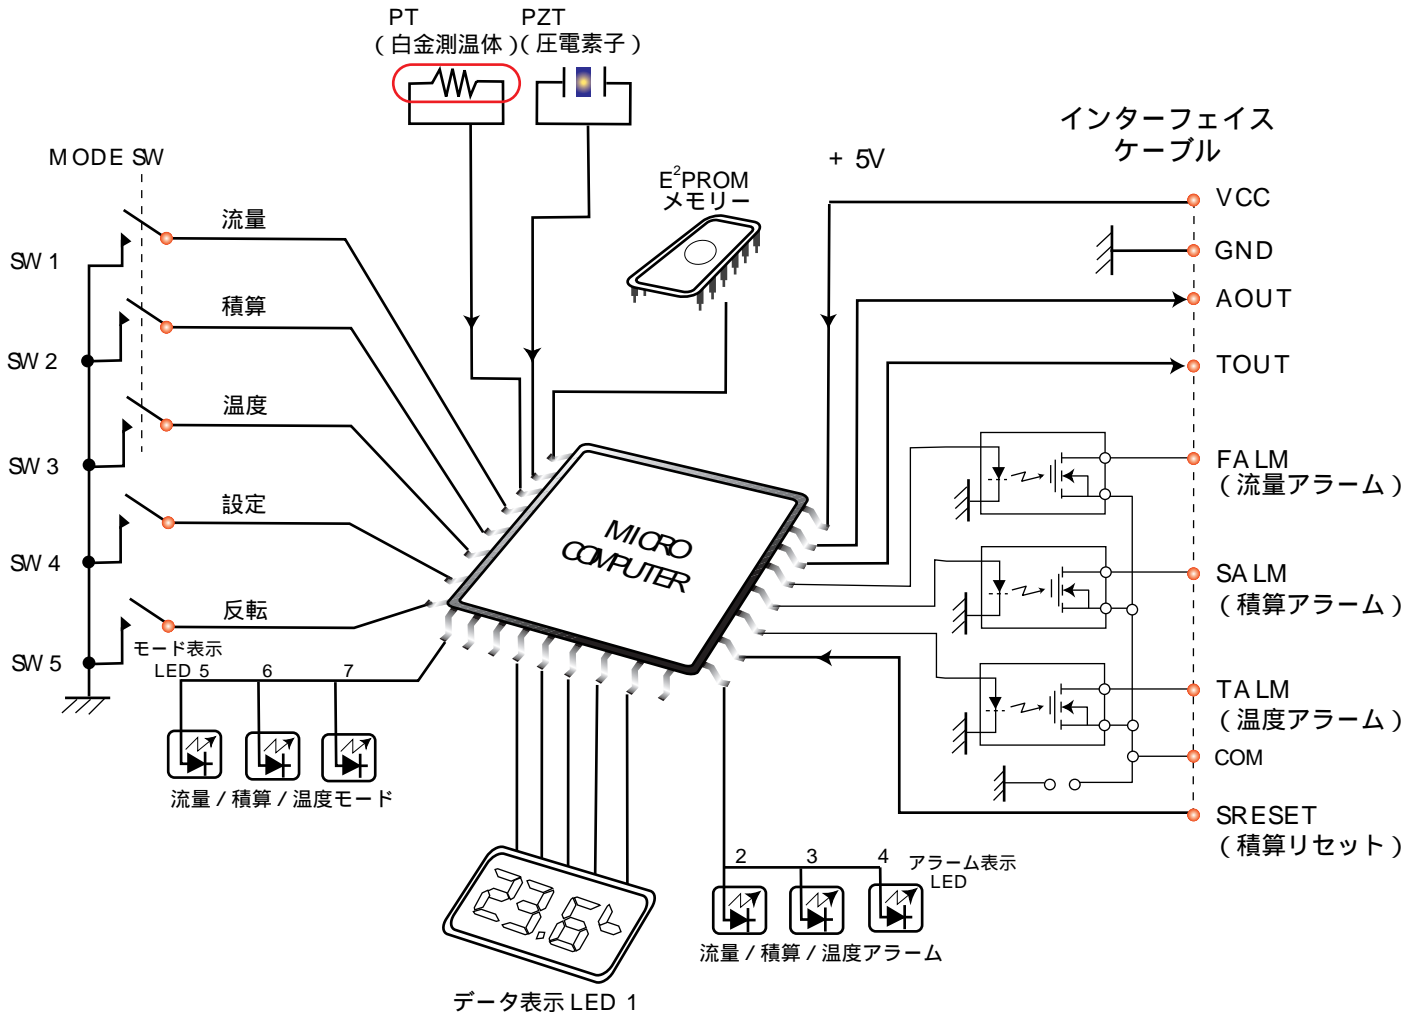 PT
（白金測温体）
PZT
（圧電素子）
インターフェイス
ケーブル
MODE SW
+ 5V
E²PROM
メモリー
VCC
流量
GND
SW 1
AOUT
積算
SW 2
TOUT
温度
SW 3
FALM
（流量アラーム）
設定
MICRO
COMPUTER
SW 4
SALM
（積算アラーム）
反転
モード表示
SW 5
LED 5
6
7
TALM
（温度アラーム）
COM
流量 / 積算 / 温度モード
SRESET
（積算リセット）
2
3
4
アラーム表示
LED
23.6℃
流量 / 積算 / 温度アラーム
データ表示 LED 1